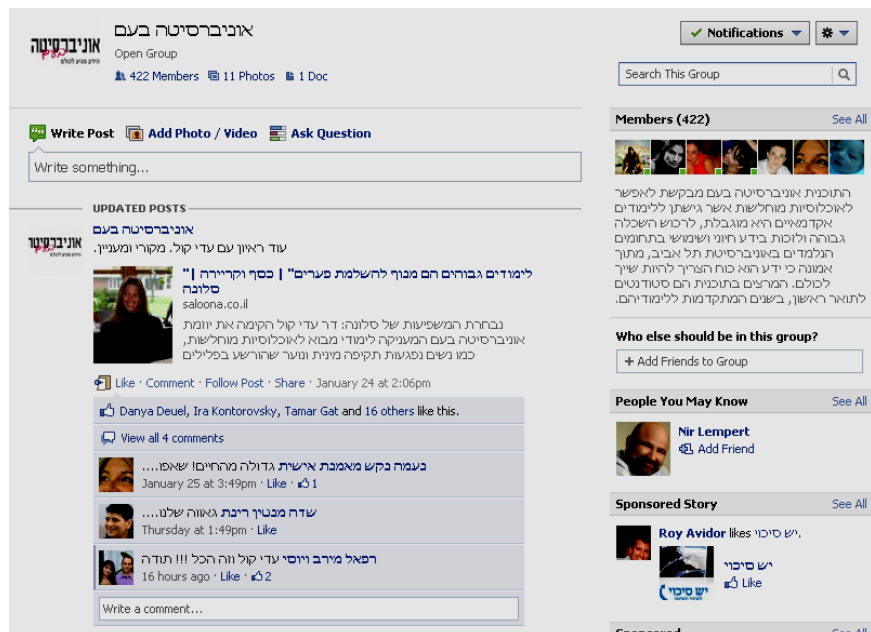 אוניברסיטה בעם
Open Group
422 Members 11 Photos 1 Doc
אוניברסיטה
בעם
הידע מגיע לכולם
Write Post Add Photo / Video Ask Question
Write something...
UPDATED POSTS
אוניברסיטה בעם
עוד ראיון עם עדי קול. מקורי ומעניין.
לימודים גבוהים הם מנוף להשלמת פערים" | כסף וקריירה | "
סלונה
saloona.co.il
נבחרת המשפיעות של סלונה: דר עדי קול הקימה את יוזמת
אוניברסיטה בעם המעניקה לימודי מבוא לאוכלוסיות מוחלשות,
כמו נשים נפגעות תקיפה מינית ונוער שהורשע בפלילים
Like · Comment · Follow Post · Share · January 24 at 2:06pm
Danya Deuel, Ira Kontorovsky, Tamar Gat and 16 others like this.
View all 4 comments
נעמה נקש מאמנת אישית גדולה מהחיים! שאפו....
January 25 at 3:49pm · Like · 1
שדה מנטין רינת גאווה שלנו....
Thursday at 1:49pm · Like
רפאל מירב ויוסי עדי קול וזה הכל !!! תודה
16 hours ago · Like · 2
Write a comment...
Notifications
Search This Group
Members (422) See All
התוכנית אוניברסיטה בעם מבקשת לאפשר
לאוכלוסיות מוחלשות אשר גישתן ללימודים
אקדמאיים היא מוגבלת, לרכוש השכלה
גבוהה ולזכות בידע חיוני ושימושי בתחומים
הנלמדים באוניברסיטת תל אביב, מתוך
אמונה כי ידע הוא כוח הצריך להיות שייך
לכולם. המרצים בתוכנית הם סטודנטים
לתואר ראשון, בשנים המתקדמות ללימודיהם.
Who else should be in this group?
+ Add Friends to Group
People You May Know See All
Nir Lempert
Add Friend
Sponsored Story See All
Roy Avidor likes יש סיכוי.
יש סיכוי
Like
יש סיכוי